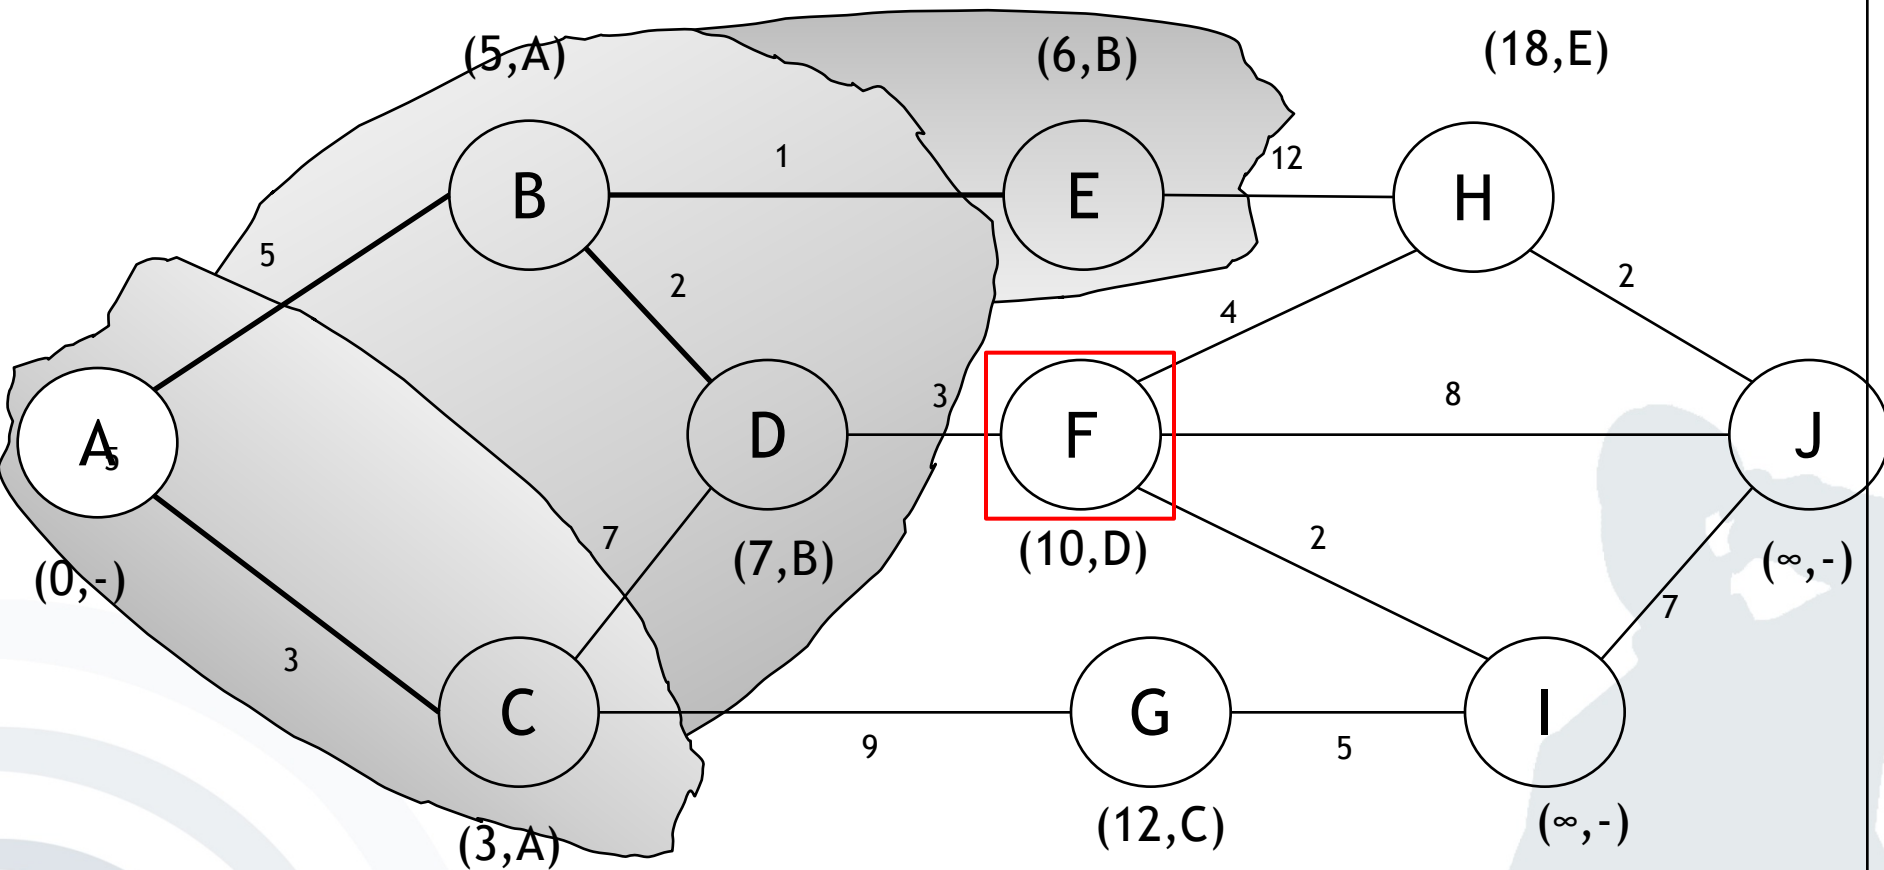 (5,A)
(6,B)
(18,E)
1
12
B
E
H
5
2
2
4
3
8
A
5
D
F
J
7
2
(7,B)
(10,D)
(∞,-)
(0,-)
7
3
C
G
I
9
5
(3,A)
(12,C)
(∞,-)